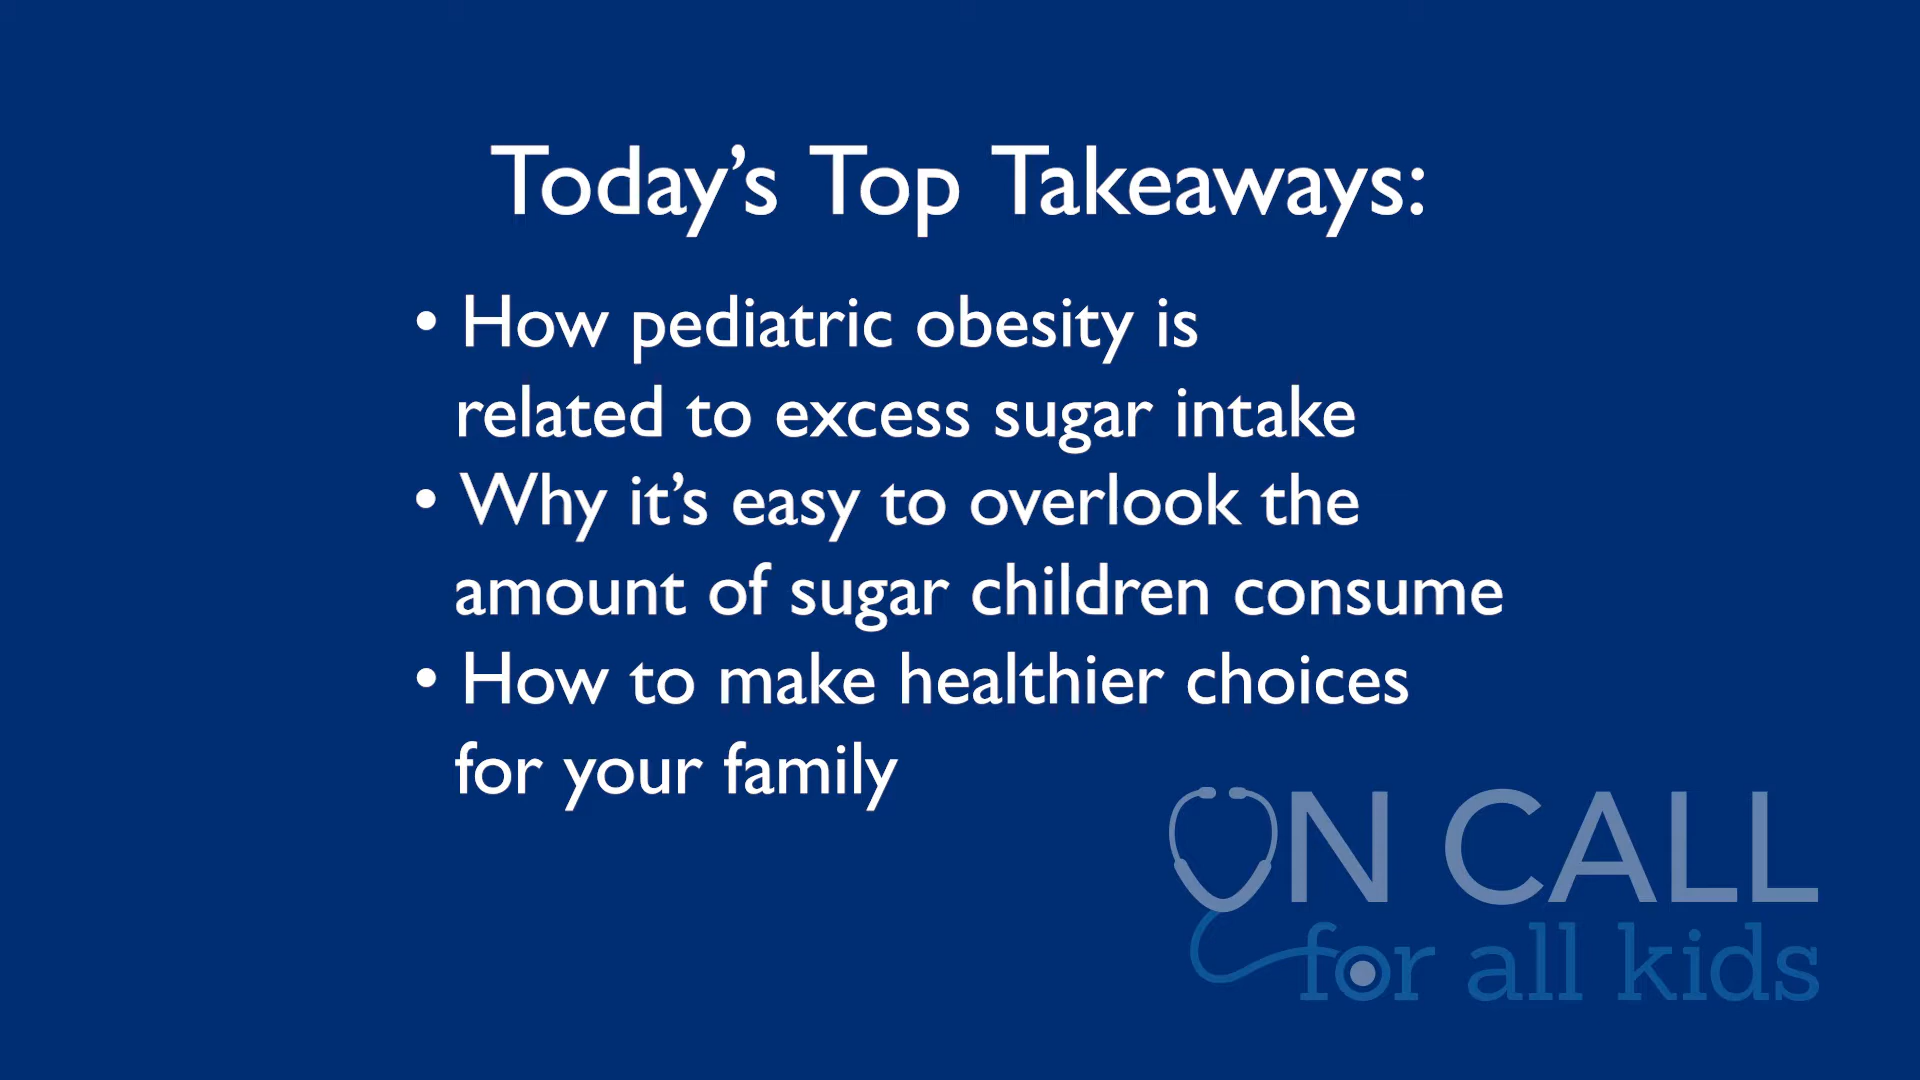 Today's Top Takeaways:
• How pediatric obesity is
related to excess sugar intake
• Why it's easy to overlook the
amount of sugar children consume
• How to make healthier choices
for your family
ON CALL
for all kids